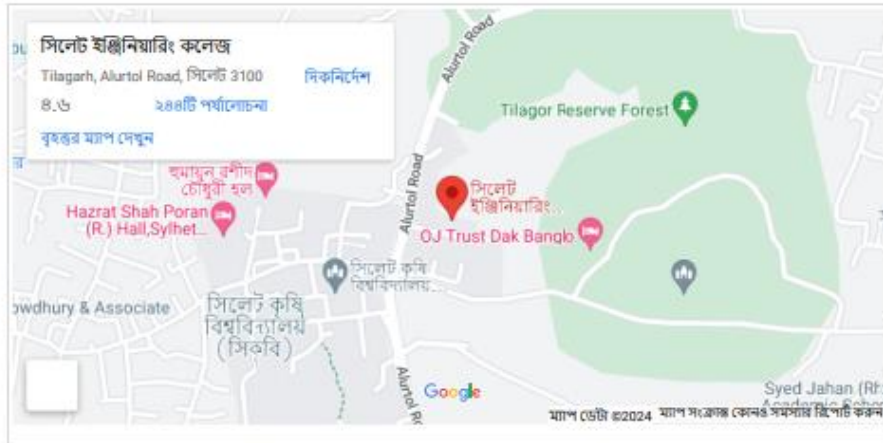 সিলেট ইঞ্জিনিয়ারিং কলেজ
Tilagarh, Alurtol Road, সিলেট 3100
দিকনির্দেশ
৪.৬
২৪৪টি পর্যালোচনা
বৃহত্তর ম্যাপ দেখুন
Alurtol Road
Tilagor Reserve Forest
হুমায়ুন রশীদ
চৌধুরী হল
Hazrat Shah Poran
(R.) Hall,Sylhet...
Alurtol Road
সিলেট
ইঞ্জিনিয়ারিং...
OJ Trust Dak Banglo
সিলেট কৃষি
বিশ্ববিদ্যালয়...
owdhury & Associate
সিলেট কৃষি
বিশ্ববিদ্যালয়
(সিকৃবি)
Alurtol R
Google
Syed Jahan (Rh
ম্যাপ ডেটা ©2024
ম্যাপ সংক্রান্ত কোনও সমস্যার রিপোর্ট করুন